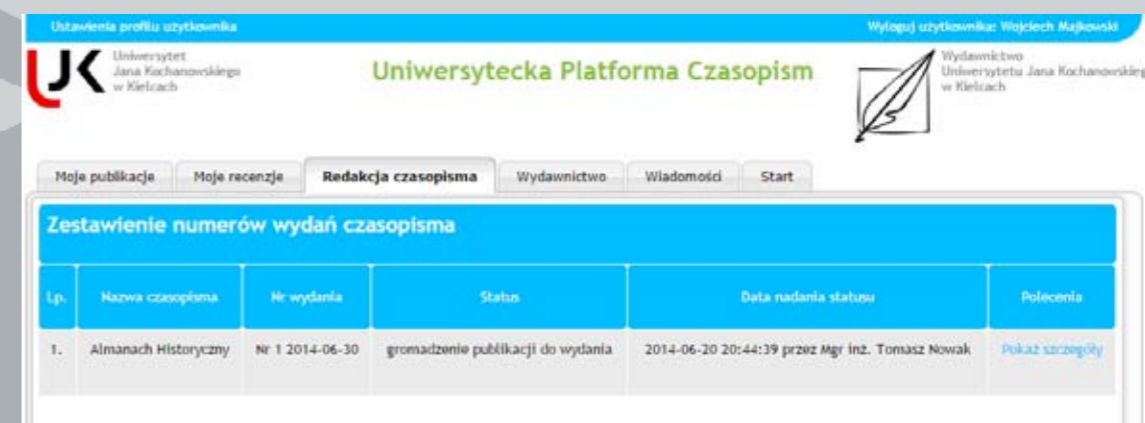 Ustawienia profilu użytkownika
Wyloguj użytkownika: Wojciech Majkowski
Uniwersytet
Jana Kochanowskiego
w Kielcach
Uniwersytecka Platforma Czasopism
Wydawnictwo
Uniwersytetu Jana Kochanowskieg
w Kielcach
Moje publikacje Moje recenzje Redakcja czasopisma Wydawnictwo Wiadomości Start
Zestawienie numerów wydań czasopisma
Lp. Nazwa czasopisma Nr wydania Status Data nadania statusu Polecenia
1. Almanach Historyczny Nr 1 2014-06-30 gromadzenie publikacji do wydania 2014-06-20 20:44:39 przez Mgr inż. Tomasz Nowak Pokaż szczegóły